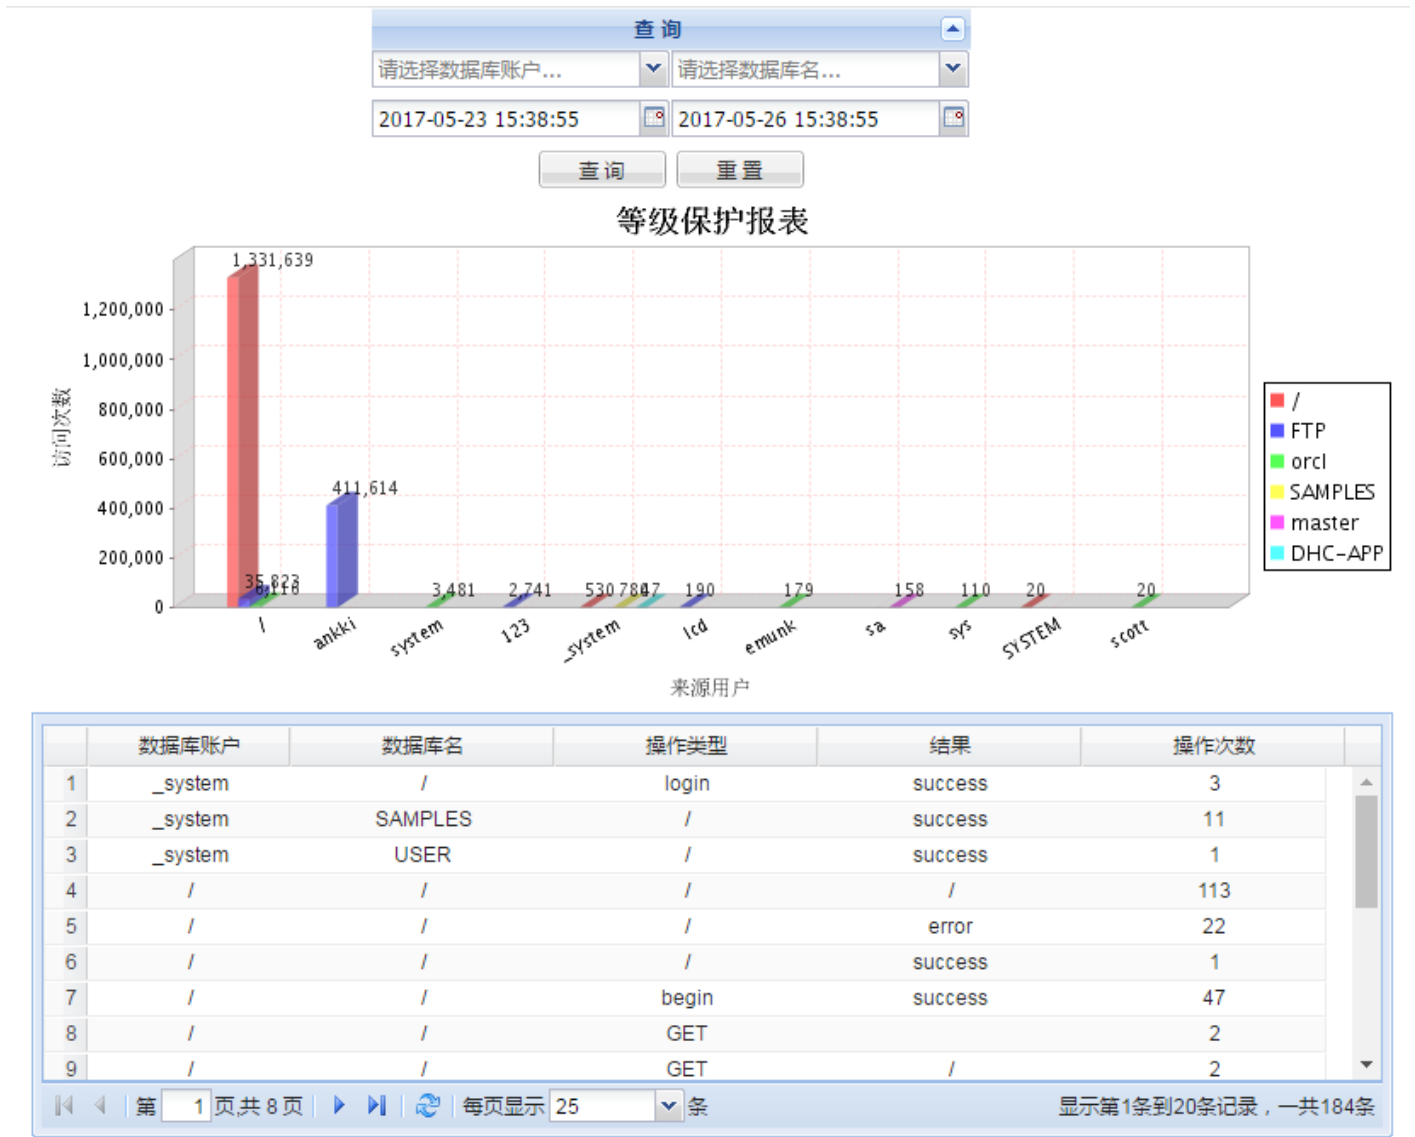 查 询
请选择数据库账户... 请选择数据库名...
2017-05-23 15:38:55 2017-05-26 15:38:55
查 询 重 置
等级保护报表
1,331,639
1,200,000
1,000,000
800,000
600,000
400,000
200,000
0
访问次数
411,614
35,823
6,116
3,481 2,741 530 47 190 179 158 110 20 20
/ ankki system 123 _system lcd emunk sa sys SYSTEM scott
来源用户
/
FTP
orcl
SAMPLES
master
DHC-APP
数据库账户 数据库名 操作类型 结果 操作次数
1 _system / login success 3
2 _system SAMPLES / success 11
3 _system USER / success 1
4 / / / / 113
5 / / / error 22
6 / / / success 1
7 / / begin success 47
8 / / GET 2
9 / / GET / 2
第 1 页,共 8 页 每页显示 25 条 显示第1条到20条记录，一共184条